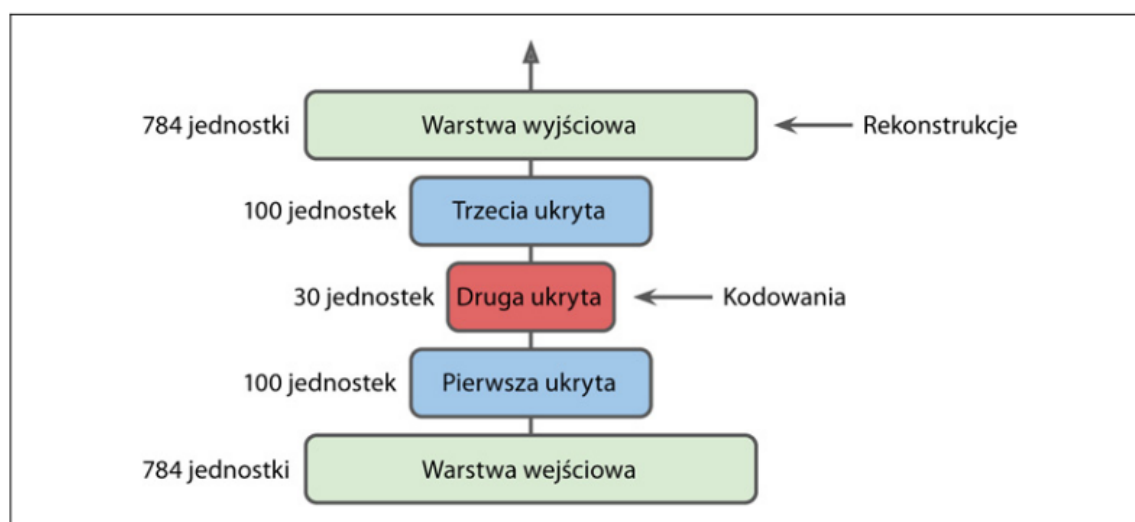 784 jednostki Warstwa wyjściowa Rekonstrukcje
100 jednostek Trzecia ukryta
30 jednostek Druga ukryta Kodowania
100 jednostek Pierwsza ukryta
784 jednostki Warstwa wejściowa